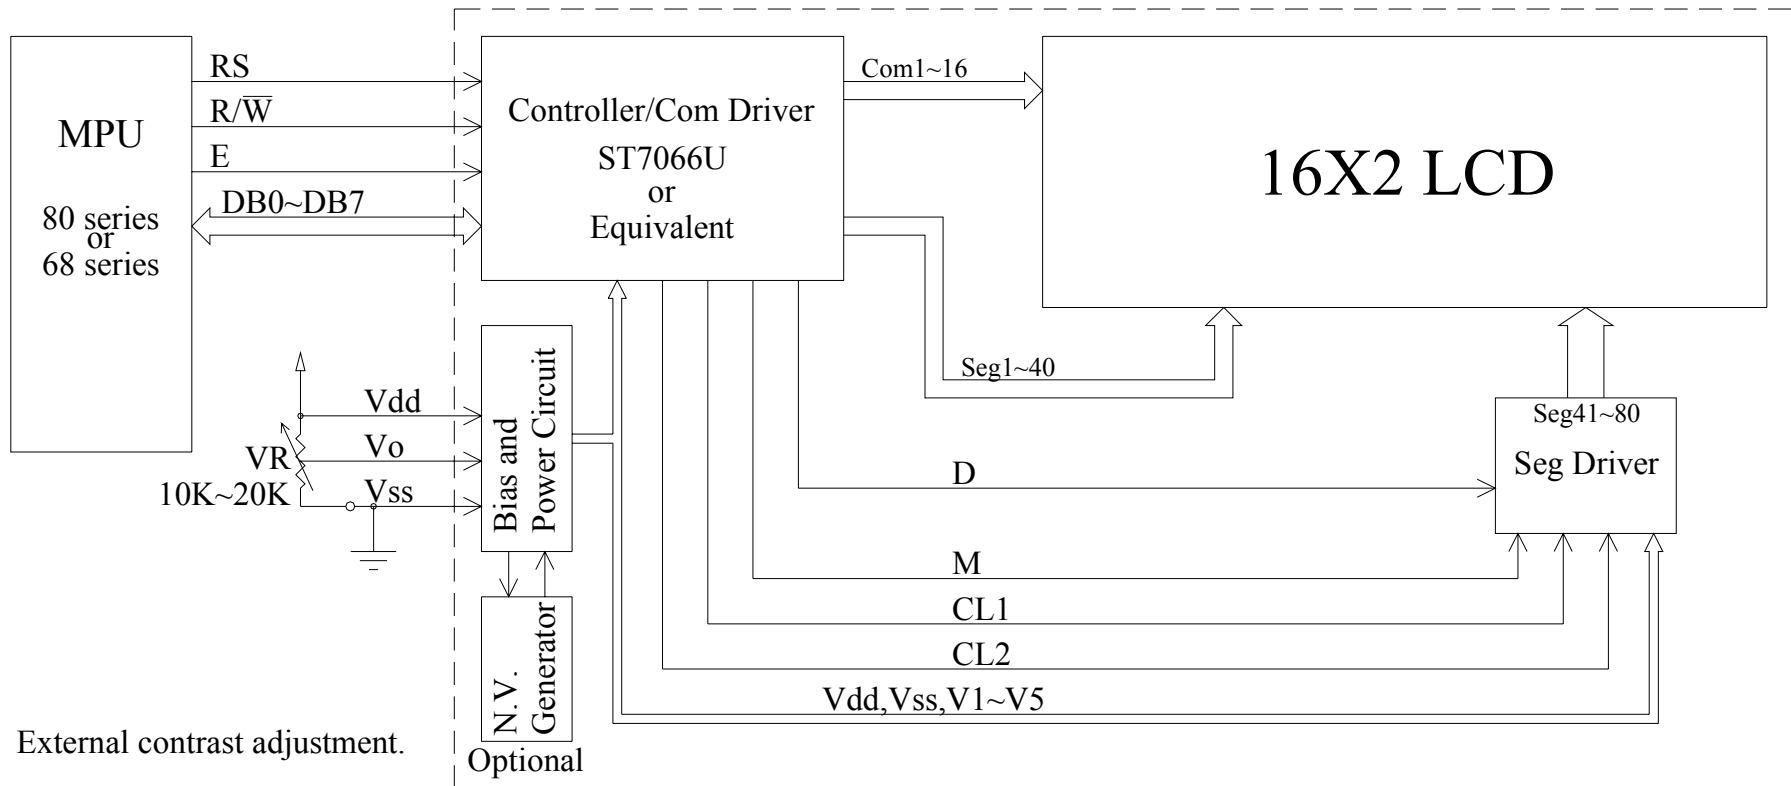 MPU
80 series
or
68 series
RS
R/W̅
E
DB0~DB7
Controller/Com Driver
ST7066U
or
Equivalent
Com1~16
16X2 LCD
Seg1~40
Seg41~80
Seg Driver
Vdd
Vo
Vss
VR
10K~20K
Bias and
Power Circuit
D
M
CL1
CL2
Vdd,Vss,V1~V5
N.V.
Generator
Optional
External contrast adjustment.